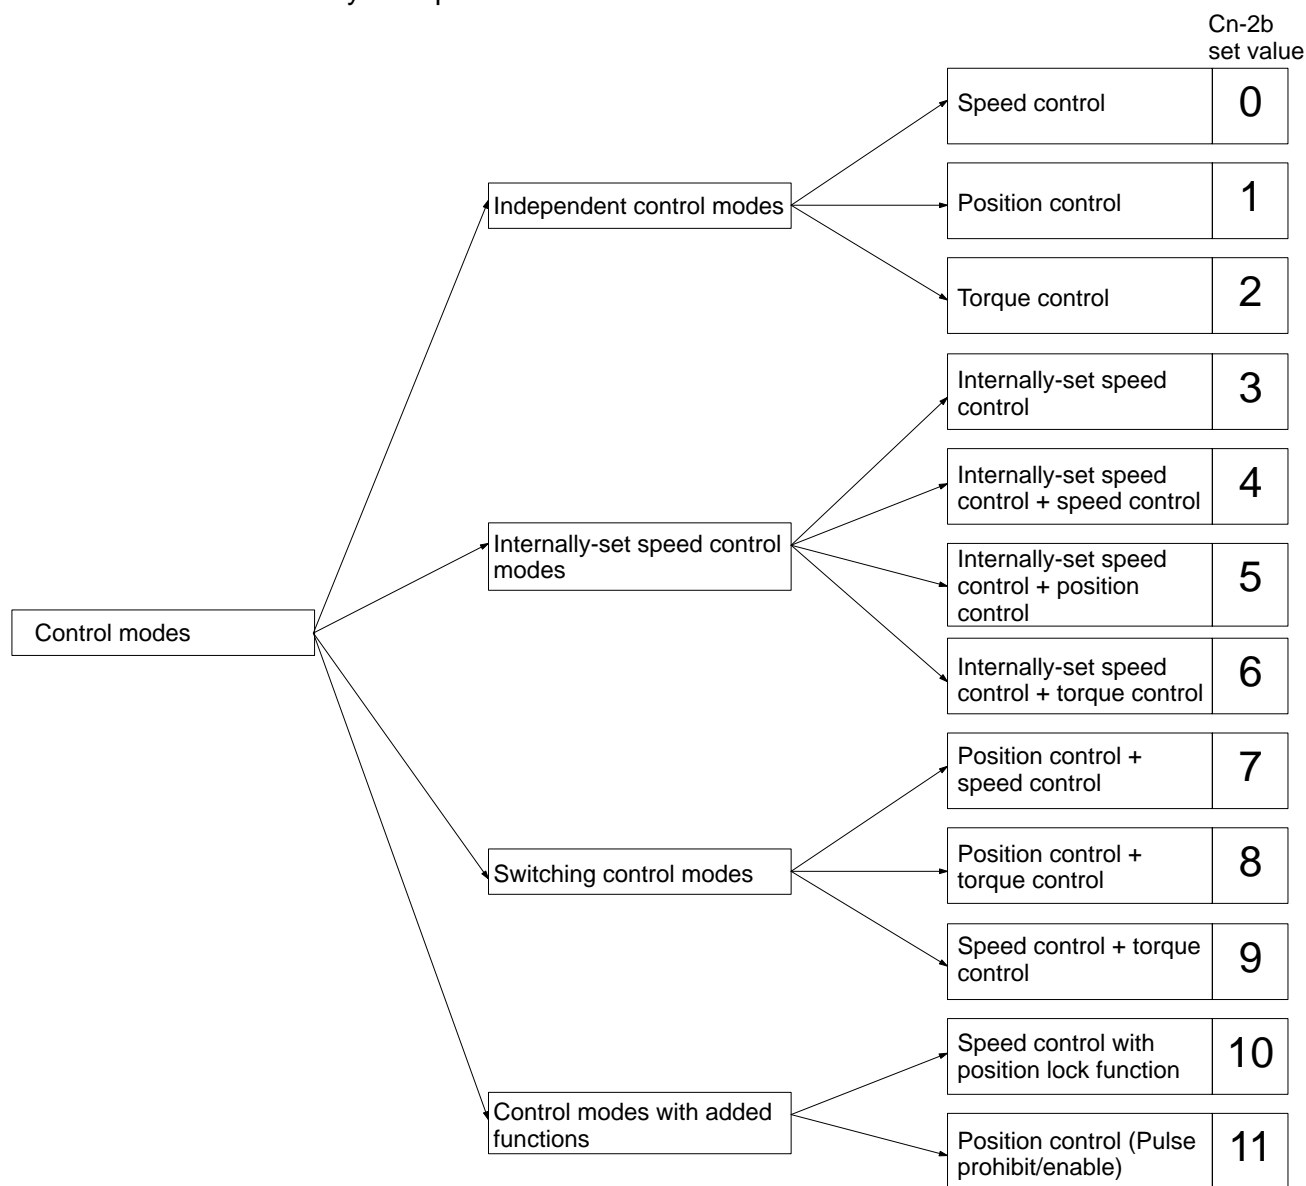 Cn-2b
set value
Speed control
0
Independent control modes
Position control
1
Torque control
2
Internally-set speed
control
3
Internally-set speed
control + speed control
4
Internally-set speed control
modes
Internally-set speed
control + position
control
5
Control modes
Internally-set speed
control + torque control
6
Position control +
speed control
7
Switching control modes
Position control +
torque control
8
Speed control + torque
control
9
Speed control with
position lock function
10
Control modes with added
functions
Position control (Pulse
prohibit/enable)
11